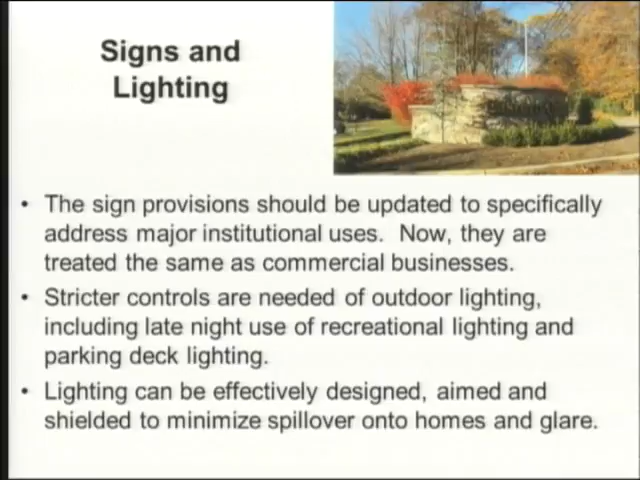 Signs and
Lighting
• The sign provisions should be updated to specifically
address major institutional uses.  Now, they are
treated the same as commercial businesses.
• Stricter controls are needed of outdoor lighting,
including late night use of recreational lighting and
parking deck lighting.
• Lighting can be effectively designed, aimed and
shielded to minimize spillover onto homes and glare.